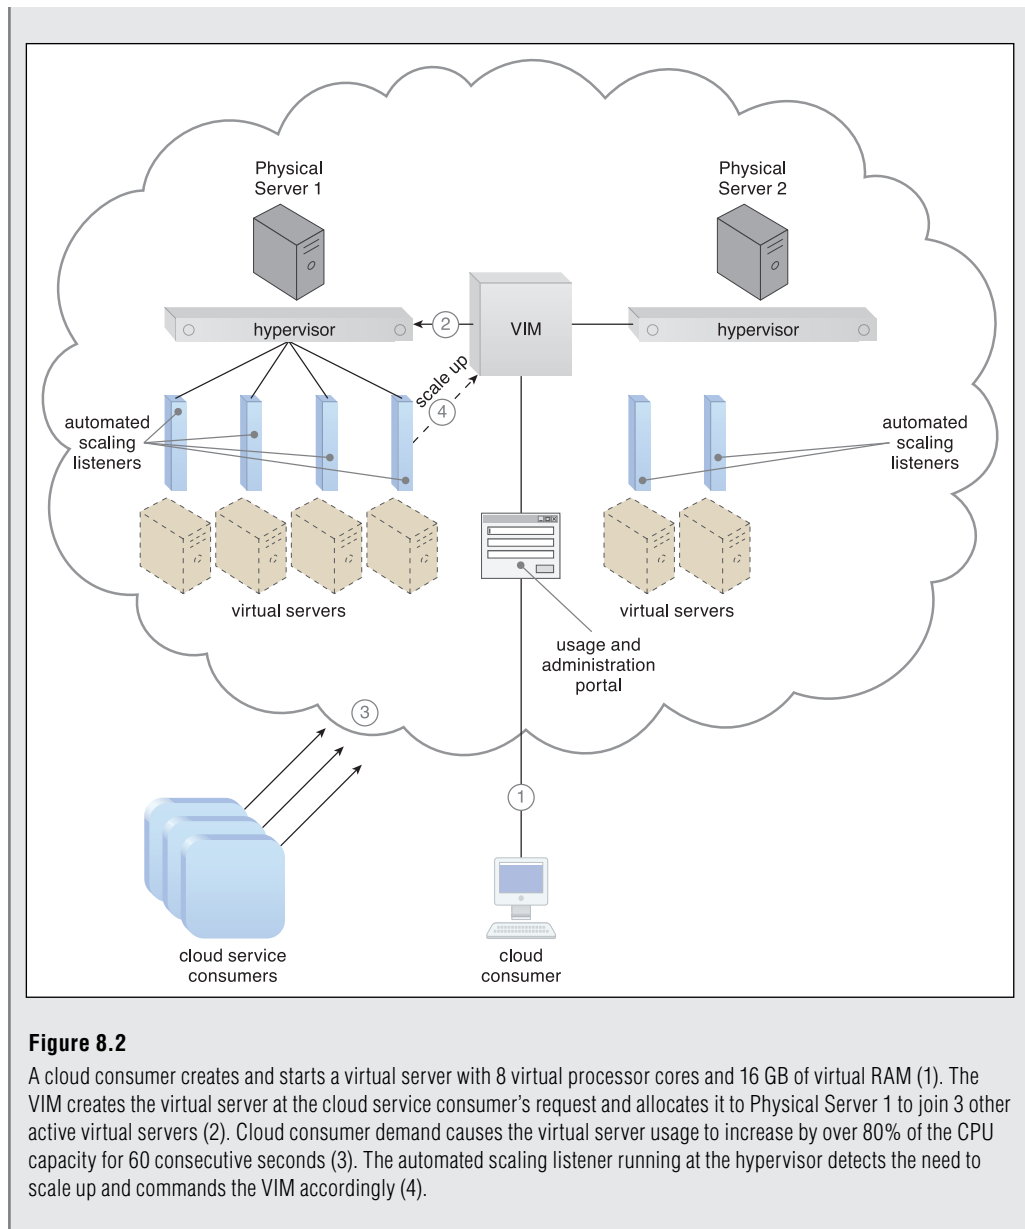 Physical
Server 1
Physical
Server 2
hypervisor
2
VIM
hypervisor
scale up
4
automated
scaling
listeners
automated
scaling
listeners
virtual servers
virtual servers
usage and
administration
portal
3
1
cloud service
consumers
cloud
consumer
Figure 8.2
A cloud consumer creates and starts a virtual server with 8 virtual processor cores and 16 GB of virtual RAM (1). The
VIM creates the virtual server at the cloud service consumer's request and allocates it to Physical Server 1 to join 3 other
active virtual servers (2). Cloud consumer demand causes the virtual server usage to increase by over 80% of the CPU
capacity for 60 consecutive seconds (3). The automated scaling listener running at the hypervisor detects the need to
scale up and commands the VIM accordingly (4).